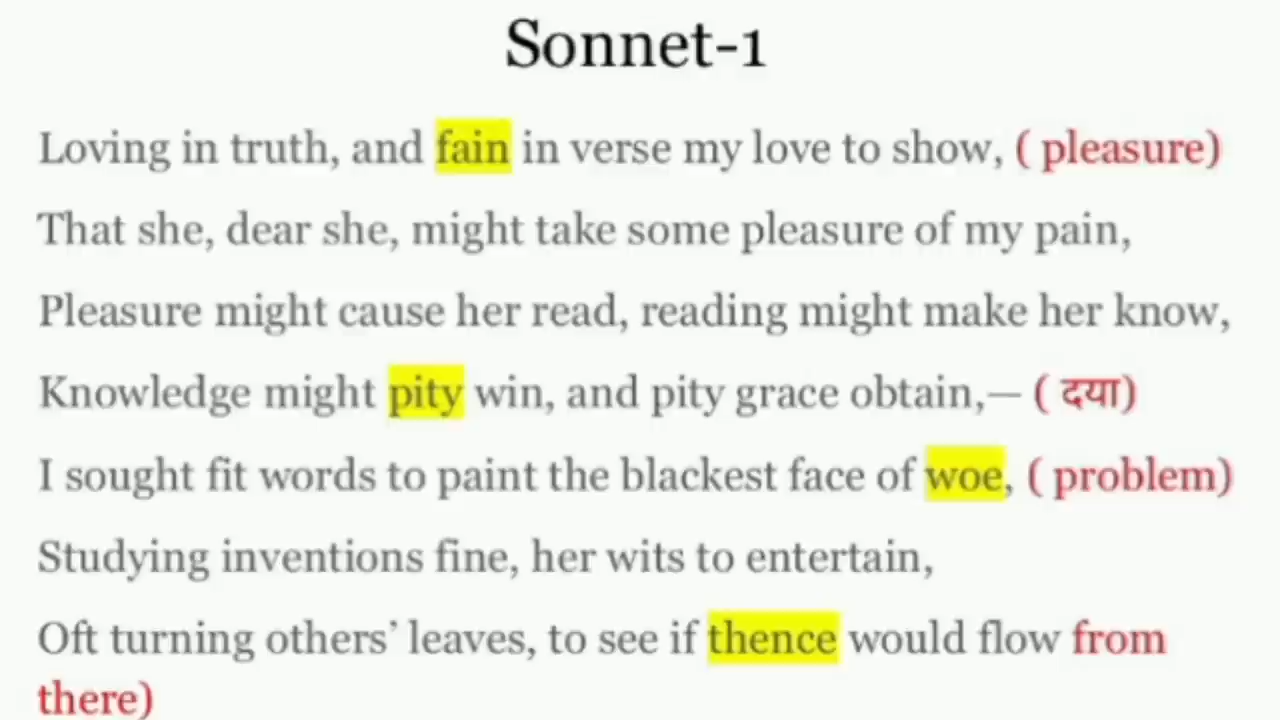 Sonnet-1
Loving in truth, and fain in verse my love to show, ( pleasure)
That she, dear she, might take some pleasure of my pain,
Pleasure might cause her read, reading might make her know,
Knowledge might pity win, and pity grace obtain,— ( दया)
I sought fit words to paint the blackest face of woe, ( problem)
Studying inventions fine, her wits to entertain,
Oft turning others’ leaves, to see if thence would flow from
there)